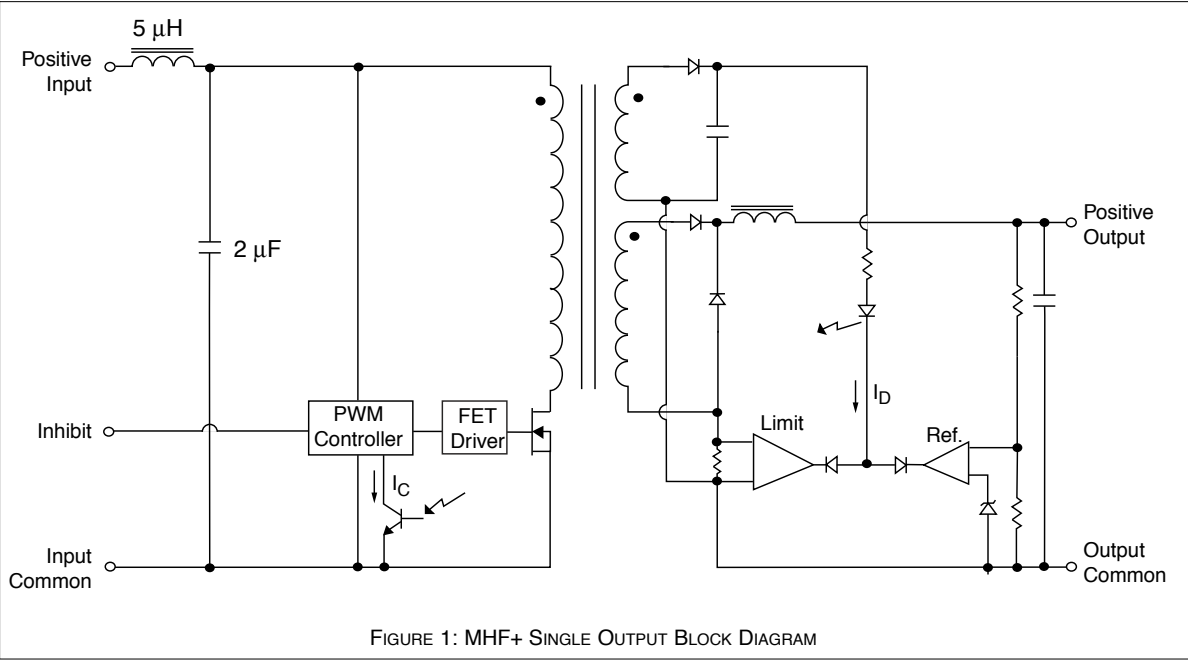 5 μH
Positive
Input
2 μF
Inhibit
PWM
Controller
FET
Driver
I_C
Input
Common
Positive
Output
I_D
Limit
Ref.
Output
Common
FIGURE 1: MHF+ SINGLE OUTPUT BLOCK DIAGRAM